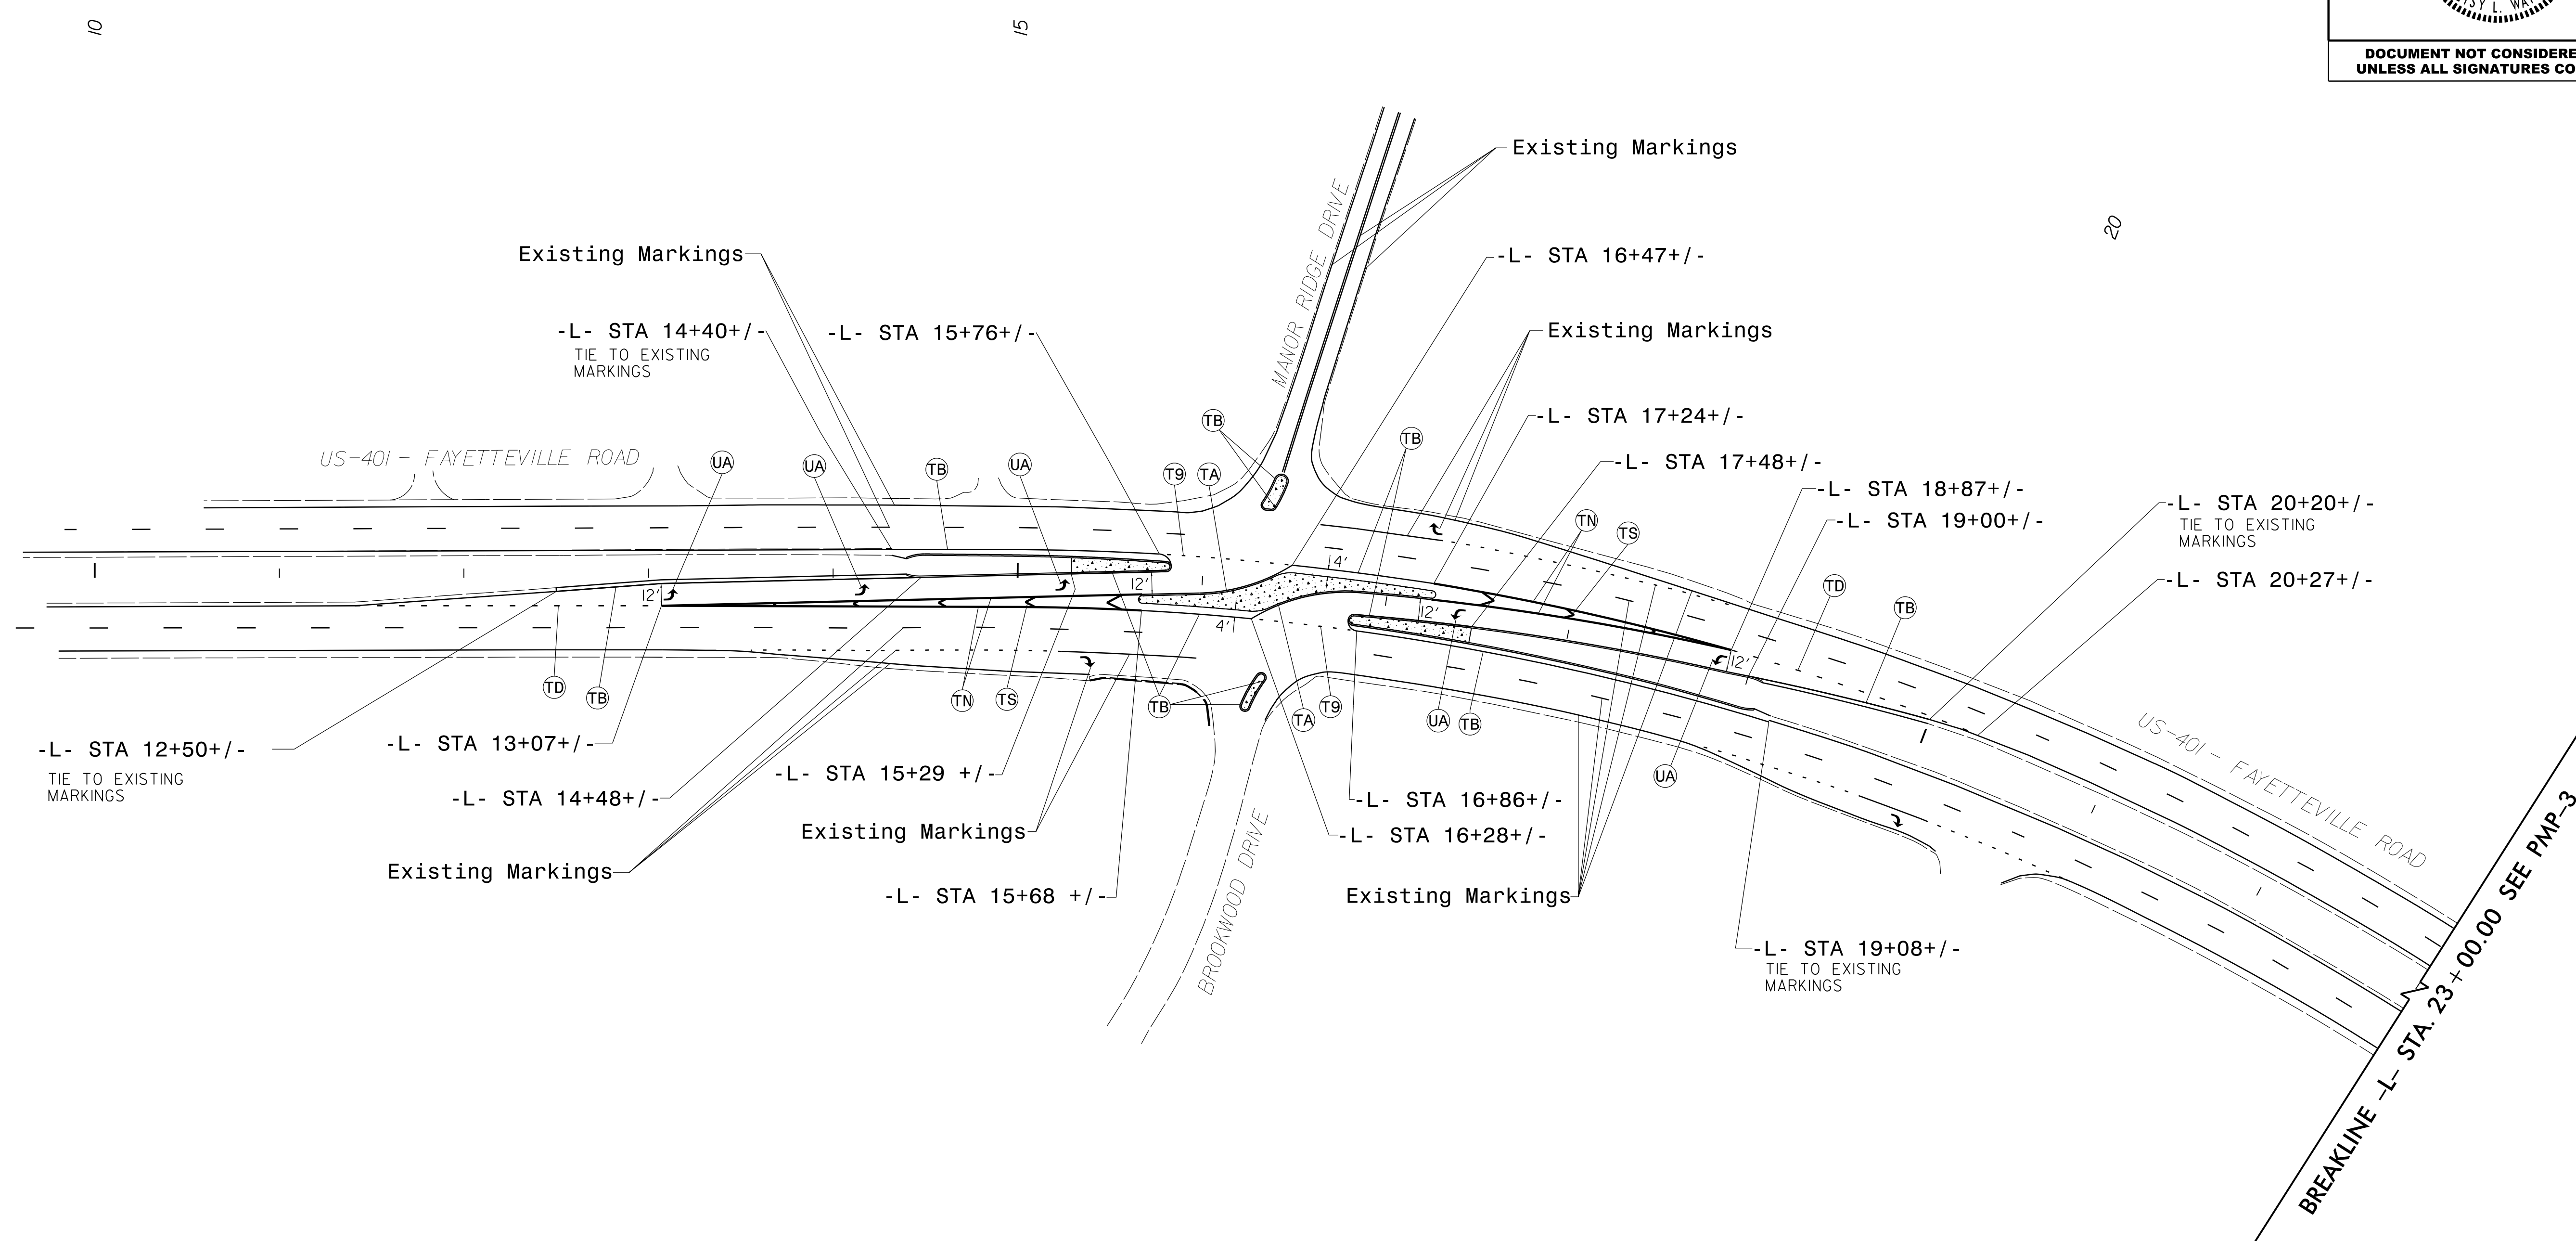 10
15
DOCUMENT NOT CONSIDERE
UNLESS ALL SIGNATURES CO
Existing Markings
MANOR RIDGE DRIVE
20
Existing Markings
-L- STA 16+47+/-
-L- STA 14+40+/-
TIE TO EXISTING
MARKINGS
-L- STA 15+76+/-
Existing Markings
-L- STA 17+24+/-
TB
TB
US-401 - FAYETTEVILLE ROAD
UA
UA
TB
UA
T9
TA
-L- STA 17+48+/-
-L- STA 18+87+/-
-L- STA 19+00+/-
-L- STA 20+20+/-
TIE TO EXISTING
MARKINGS
TN
TS
14'
12'
12'
12'
4'
12'
TD
TB
-L- STA 20+27+/-
TD
TB
TN
TS
TB
TA
T9
UA
TB
UA
US-401 - FAYETTEVILLE ROAD
-L- STA 12+50+/-
TIE TO EXISTING
MARKINGS
-L- STA 13+07+/-
-L- STA 14+48+/-
-L- STA 15+29 +/-
Existing Markings
Existing Markings
-L- STA 15+68 +/-
BROOKWOOD DRIVE
-L- STA 16+86+/-
-L- STA 16+28+/-
Existing Markings
-L- STA 19+08+/-
TIE TO EXISTING
MARKINGS
BREAKLINE -L- STA. 23+00.00 SEE PMP-3